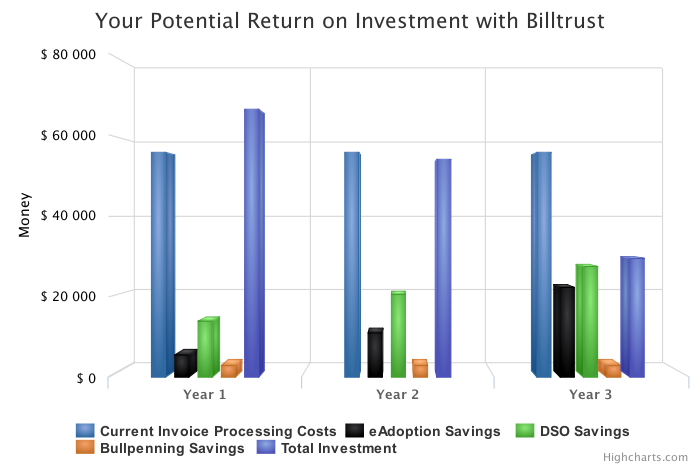 Your Potential Return on Investment with Billtrust
$ 80 000
$ 60 000
$ 40 000
$ 20 000
$ 0
Money
Year 1
Year 2
Year 3
Current Invoice Processing Costs
eAdoption Savings
DSO Savings
Bullpenning Savings
Total Investment
Highcharts.com